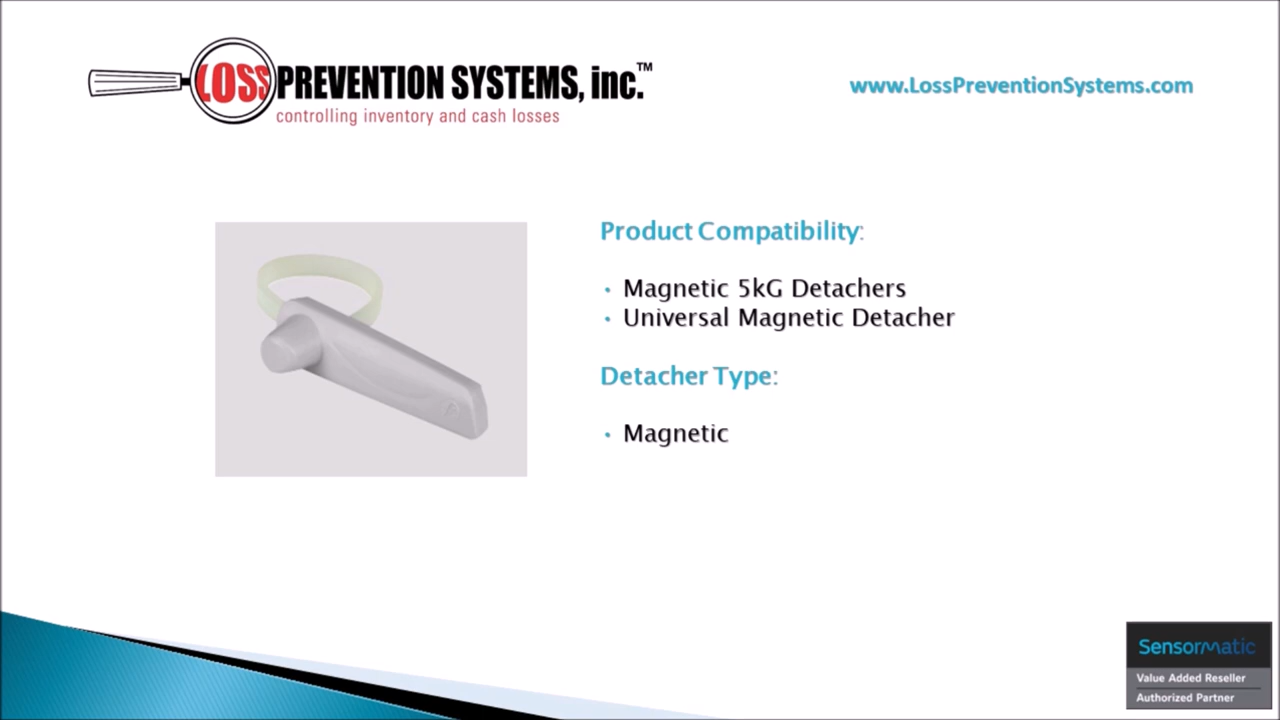 LOSS PREVENTION SYSTEMS, inc.™
controlling inventory and cash losses
www.LossPreventionSystems.com
Product Compatibility:
• Magnetic 5kG Detachers
• Universal Magnetic Detacher
Detacher Type:
• Magnetic
Sensormatic
Value Added Reseller
Authorized Partner